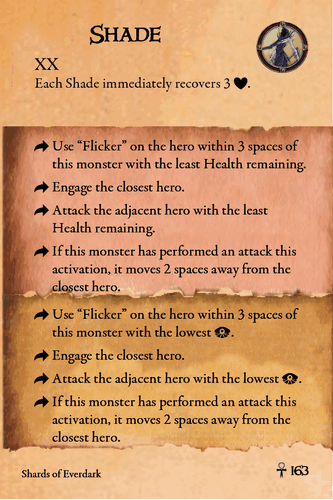 Shade
XX
Each Shade immediately recovers 3 ♥.
Use “Flicker” on the hero within 3 spaces of
this monster with the least Health remaining.
Engage the closest hero.
Attack the adjacent hero with the least
Health remaining.
If this monster has performed an attack this
activation, it moves 2 spaces away from the
closest hero.
Use “Flicker” on the hero within 3 spaces of
this monster with the lowest .
Engage the closest hero.
Attack the adjacent hero with the lowest .
If this monster has performed an attack this
activation, it moves 2 spaces away from the
closest hero.
Shards of Everdark
163